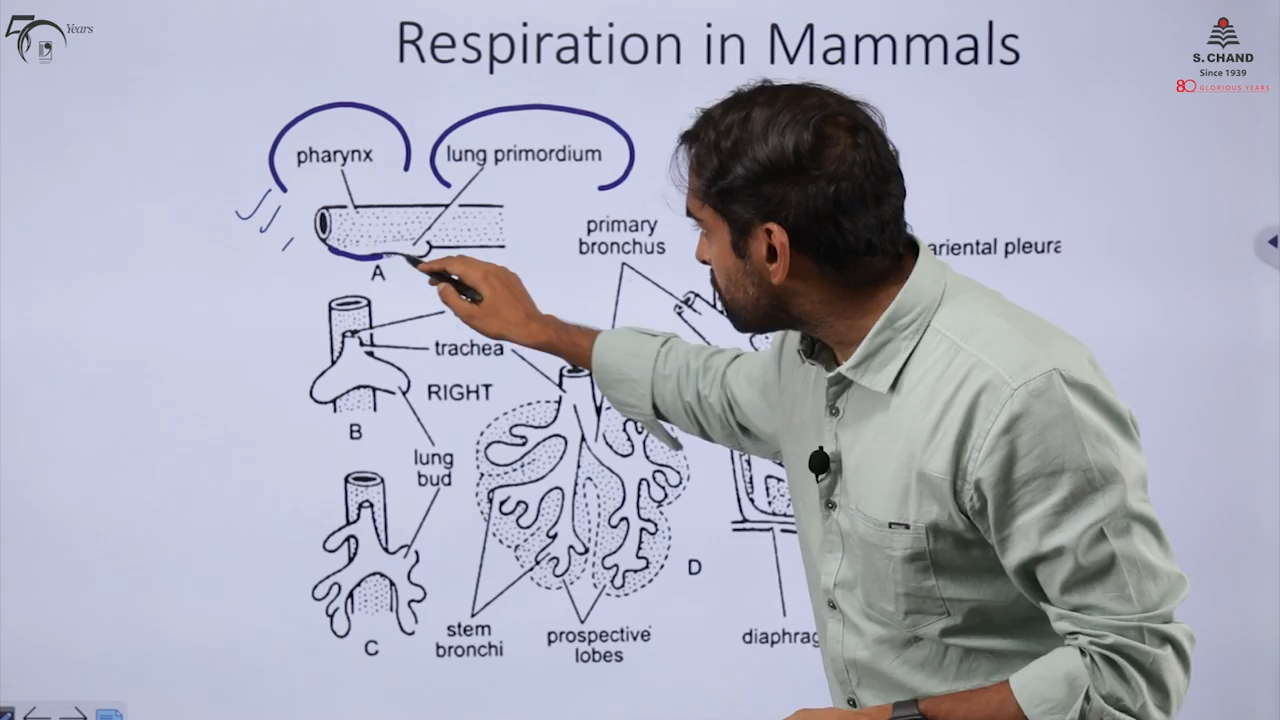 50 Years
Respiration in Mammals
S. CHAND
Since 1939
80 GLORIOUS YEARS
pharynx
lung primordium
primary
bronchus
ariental pleura
A
trachea
RIGHT
B
lung
bud
D
stem
bronchi
prospective
lobes
diaphrag
C